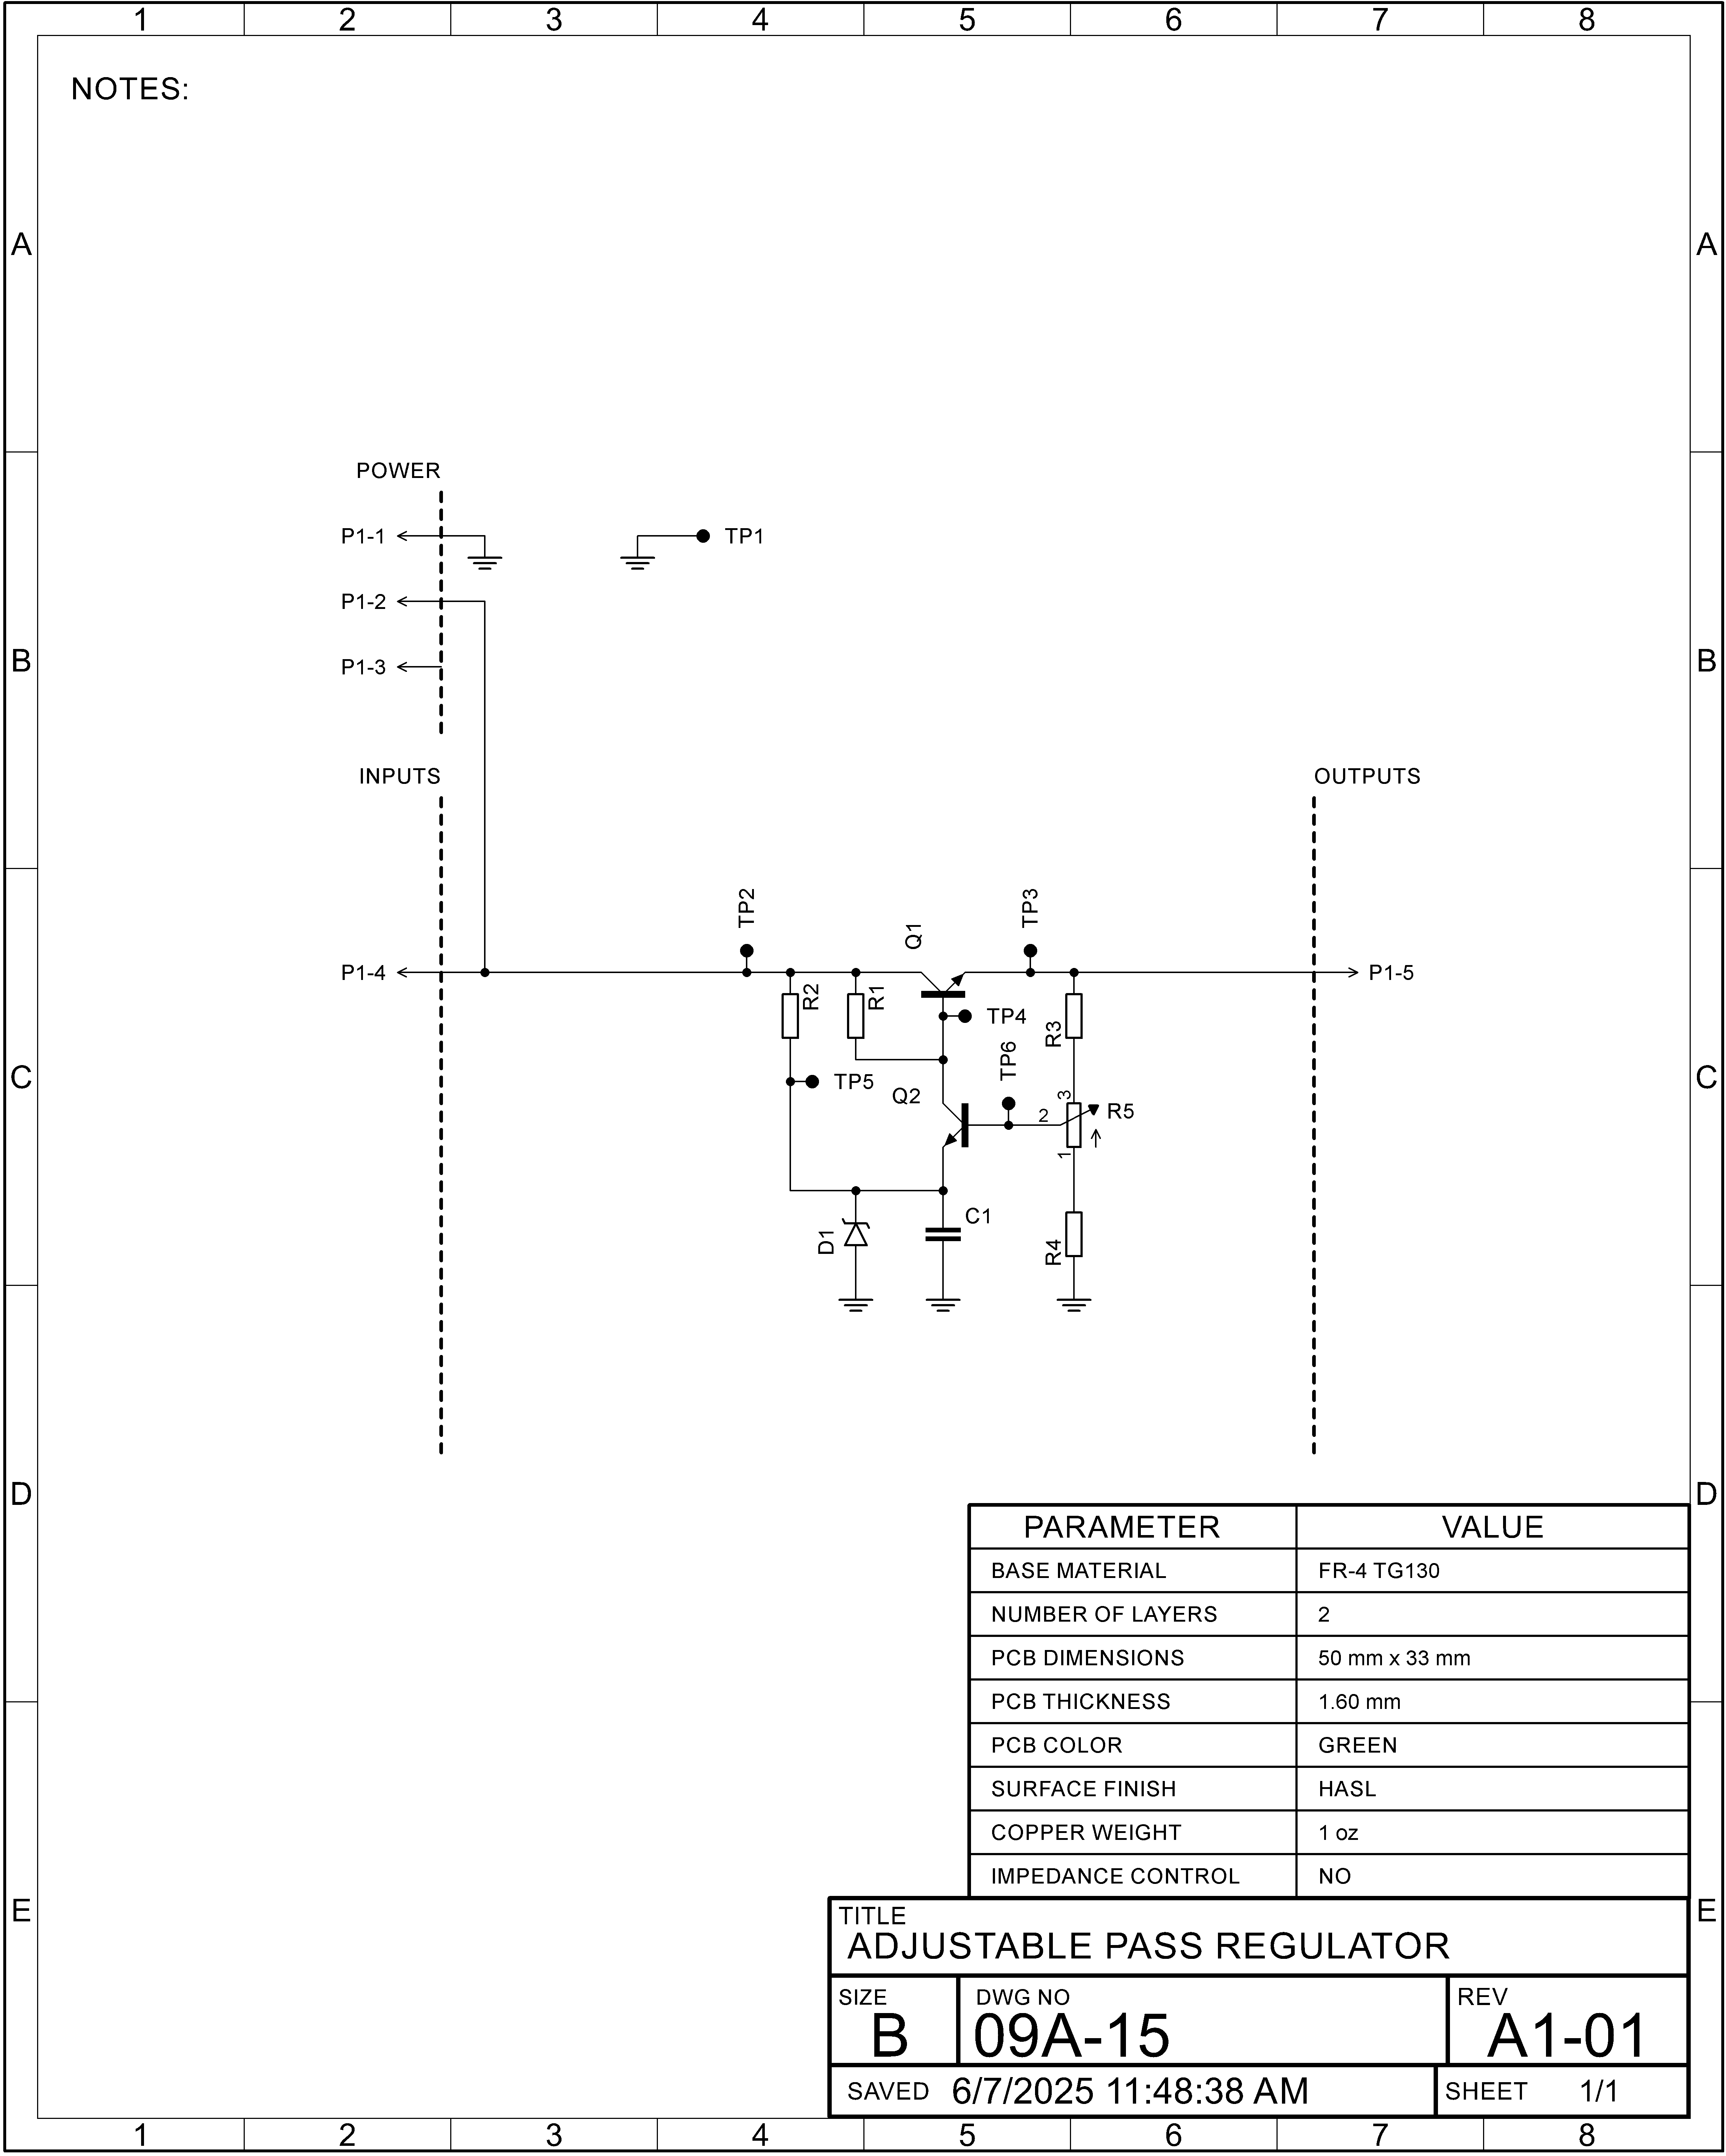 1 2 3 4 5 6 7 8
NOTES:
A A
POWER
P1-1
TP1
P1-2
B B
P1-3
INPUTS
OUTPUTS
TP2
TP3
Q1
P1-4
P1-5
R2
R1
TP4
R3
TP6
C C
TP5
Q2
3
2
R5
1
C1
D1
R4
D D
PARAMETER VALUE
BASE MATERIAL FR-4 TG130
NUMBER OF LAYERS 2
PCB DIMENSIONS 50 mm x 33 mm
PCB THICKNESS 1.60 mm
PCB COLOR GREEN
SURFACE FINISH HASL
COPPER WEIGHT 1 oz
IMPEDANCE CONTROL NO
E E
TITLE
ADJUSTABLE PASS REGULATOR
SIZE DWG NO REV
B 09A-15 A1-01
SAVED 6/7/2025 11:48:38 AM SHEET 1/1
1 2 3 4 5 6 7 8